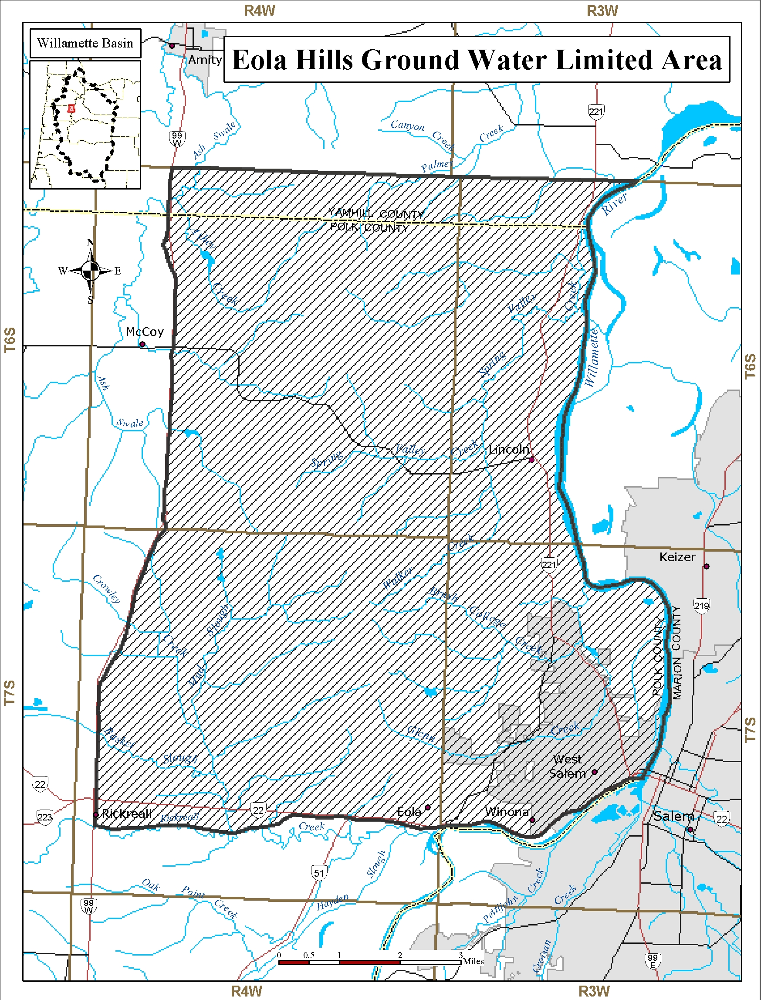 R4W
R3W
Willamette Basin
Eola Hills Ground Water Limited Area
Amity
221
99
W
Ash
Swale
Canyon
Creek
Creek
Palmer
River
YAMHILL COUNTY
POLK COUNTY
Athey
Creek
N
W
E
S
Valley
Creek
McCoy
T6S
T6S
Willamette
Spring
Ash
Swale
Spring
Valley
Creek
Lincoln
Creek
Walker
221
Keizer
Crowley
Creek
Brush
College
Creek
219
Slough
Mud
POLK COUNTY
MARION COUNTY
T7S
T7S
Basket
Slough
Glenn
Creek
West
Salem
22
223
Rickreall
Rickreall
22
Creek
Eola
Winona
Salem
22
51
Slough
Hayden
Oak
Point
Creek
99
W
Pettijohn
Creek
Creek
Croisan
0
0.5
1
2
3
Miles
99
E
R4W
R3W